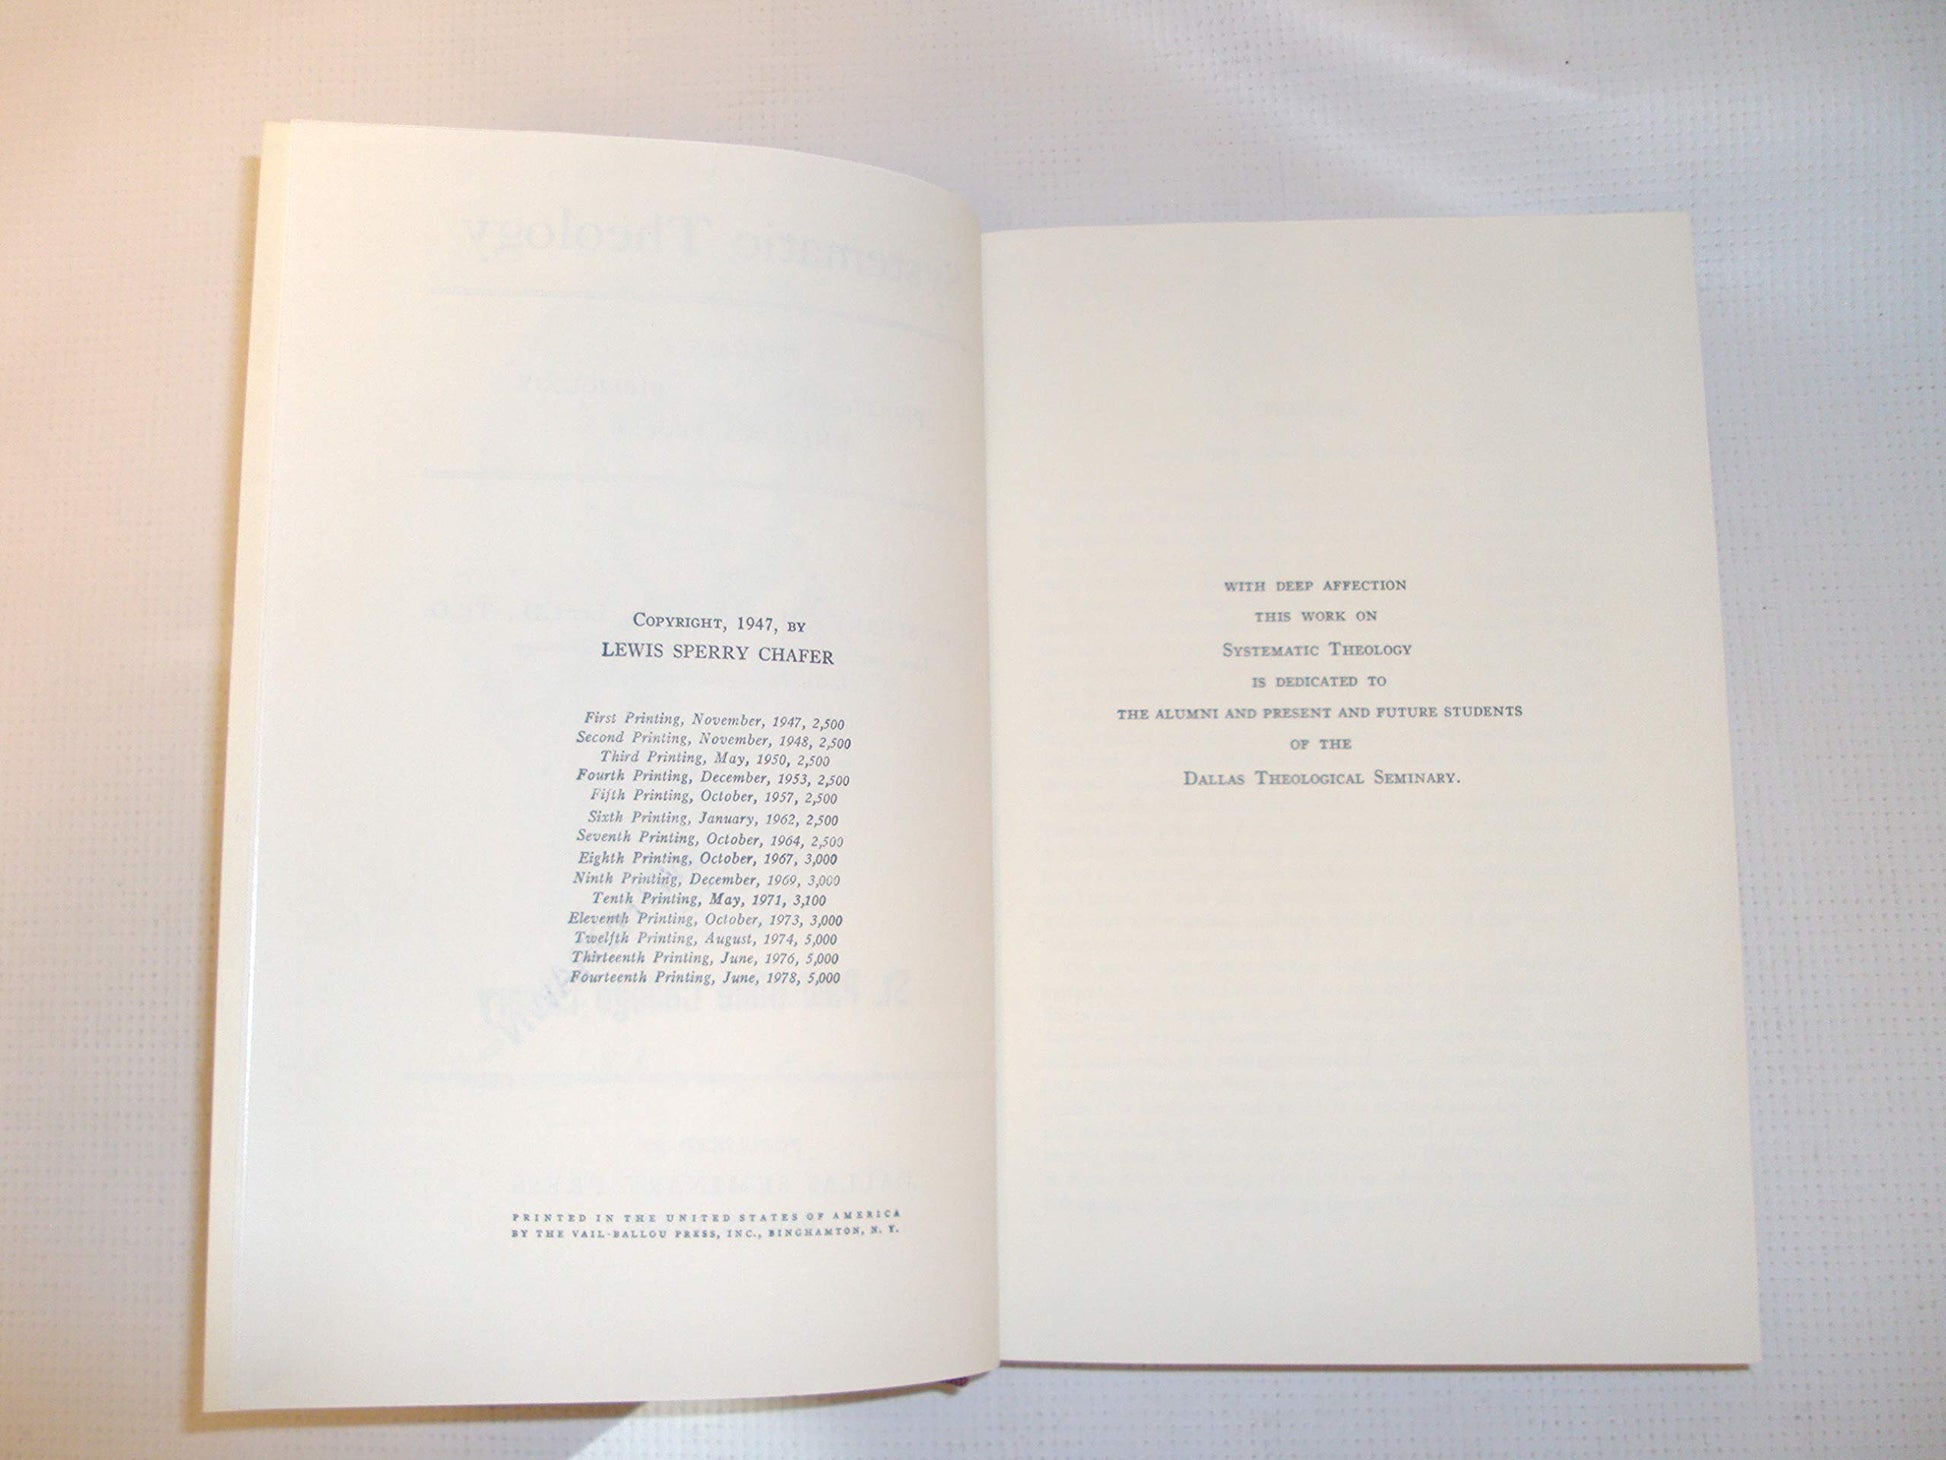 Systematic Theology
COPYRIGHT, 1947, BY
LEWIS SPERRY CHAFER
First Printing, November, 1947, 2,500
Second Printing, November, 1948, 2,500
Third Printing, May, 1950, 2,500
Fourth Printing, December, 1953, 2,500
Fifth Printing, October, 1957, 2,500
Sixth Printing, January, 1962, 2,500
Seventh Printing, October, 1964, 2,500
Eighth Printing, October, 1967, 3,000
Ninth Printing, December, 1969, 3,000
Tenth Printing, May, 1971, 3,100
Eleventh Printing, October, 1973, 3,000
Twelfth Printing, August, 1974, 5,000
Thirteenth Printing, June, 1976, 5,000
Fourteenth Printing, June, 1978, 5,000
PRINTED IN THE UNITED STATES OF AMERICA
BY THE VAIL-BALLOU PRESS, INC., BINGHAMTON, N. Y.
WITH DEEP AFFECTION
THIS WORK ON
SYSTEMATIC THEOLOGY
IS DEDICATED TO
THE ALUMNI AND PRESENT AND FUTURE STUDENTS
OF THE
DALLAS THEOLOGICAL SEMINARY.